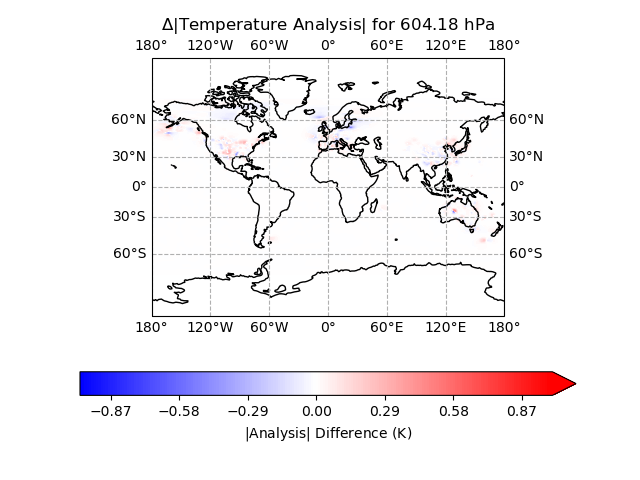 Δ|Temperature Analysis| for 604.18 hPa
180° 120°W 60°W 0° 60°E 120°E 180°
60°N 60°N
30°N 30°N
0° 0°
30°S 30°S
60°S 60°S
180° 120°W 60°W 0° 60°E 120°E 180°
−0.87 −0.58 −0.29 0.00 0.29 0.58 0.87
|Analysis| Difference (K)